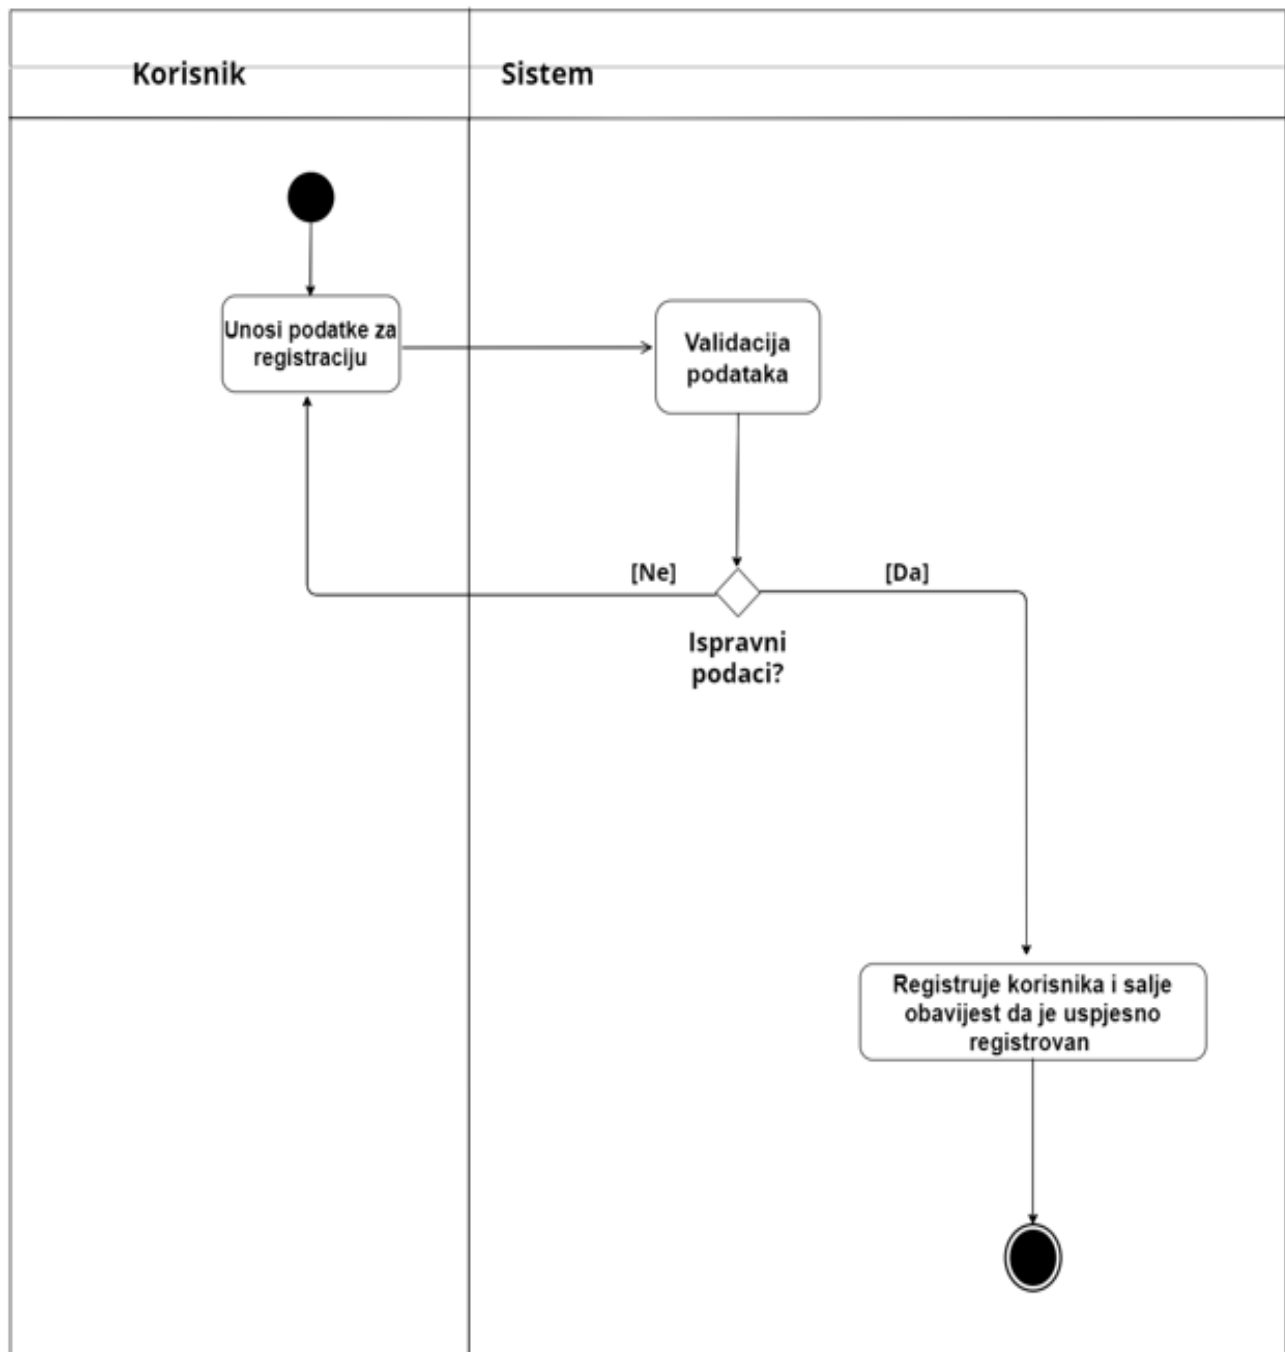 Korisnik
Sistem
Unosi podatke za
registraciju
Validacija
podataka
[Ne]
[Da]
Ispravni
podaci?
Registruje korisnika i salje
obavijest da je uspjesno
registrovan